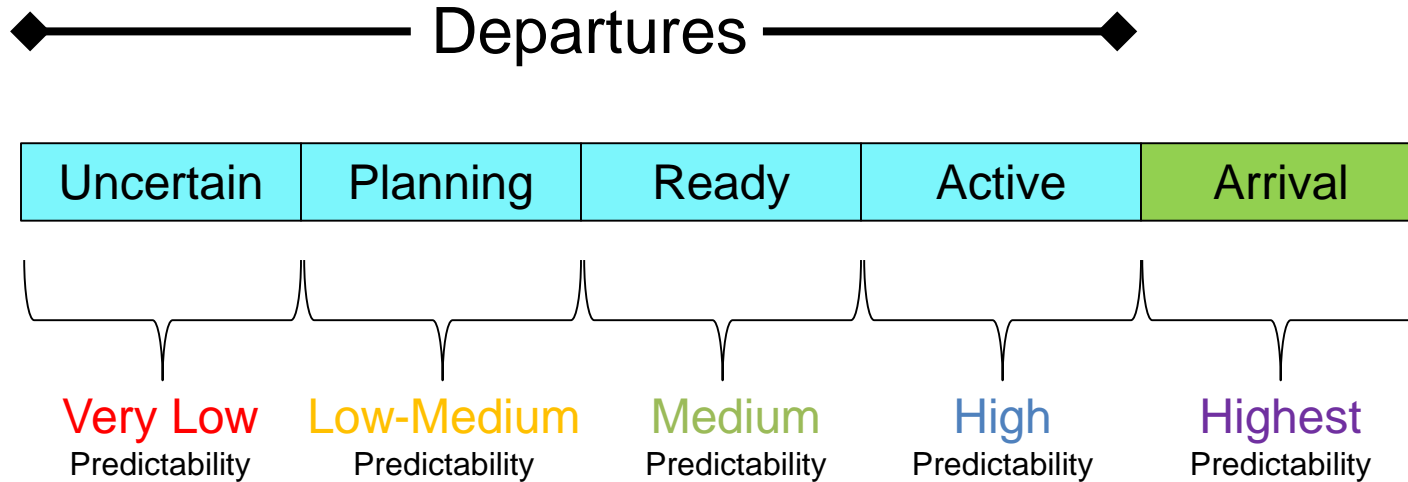 Departures
Uncertain Planning Ready Active Arrival
Very Low Low-Medium Medium High Highest
Predictability Predictability Predictability Predictability Predictability